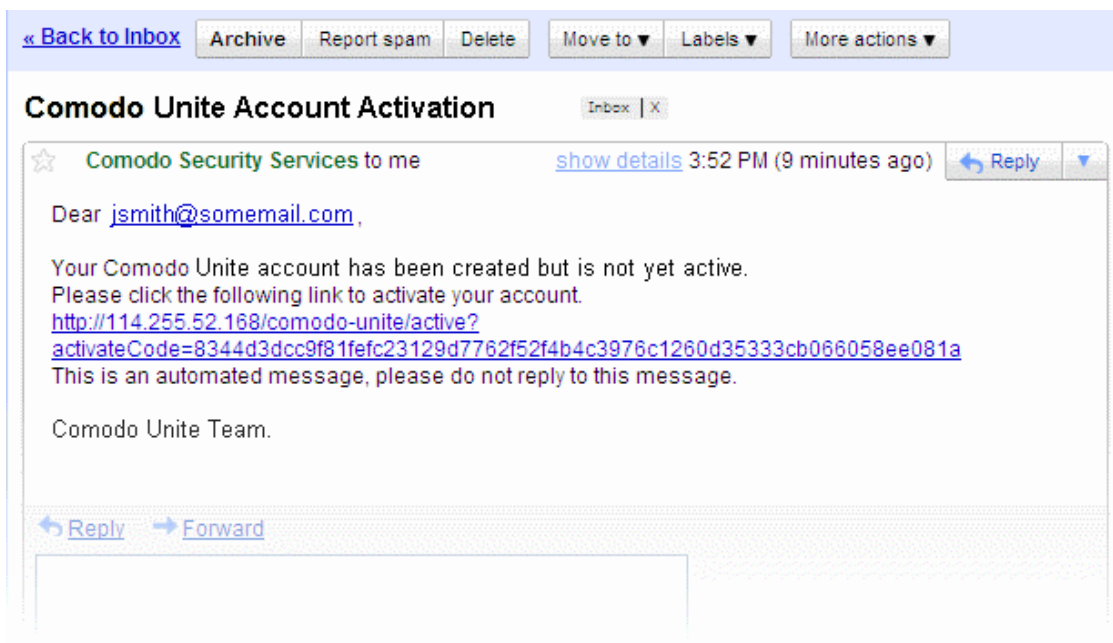 « Back to Inbox Archive Report spam Delete Move to ▼ Labels ▼ More actions ▼
Comodo Unite Account Activation Inbox | X
Comodo Security Services to me show details 3:52 PM (9 minutes ago) Reply ▼
Dear jsmith@somemail.com,
Your Comodo Unite account has been created but is not yet active.
Please click the following link to activate your account.
http://114.255.52.168/comodo-unite/active?
activateCode=8344d3dcc9f81fefc23129d7762f52f4b4c3976c1260d35333cb066058ee081a
This is an automated message, please do not reply to this message.
Comodo Unite Team.
Reply Forward